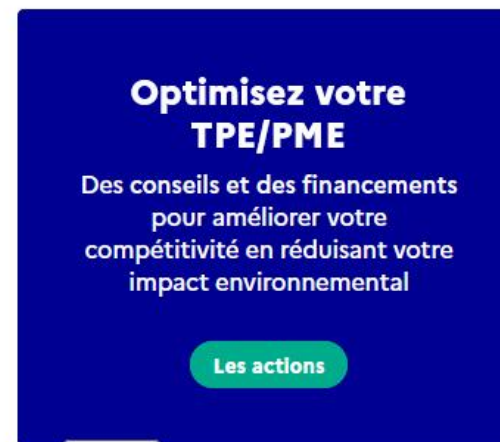 Optimisez votre
TPE/PME
Des conseils et des financements
pour améliorer votre
compétitivité en réduisant votre
impact environnemental
Les actions